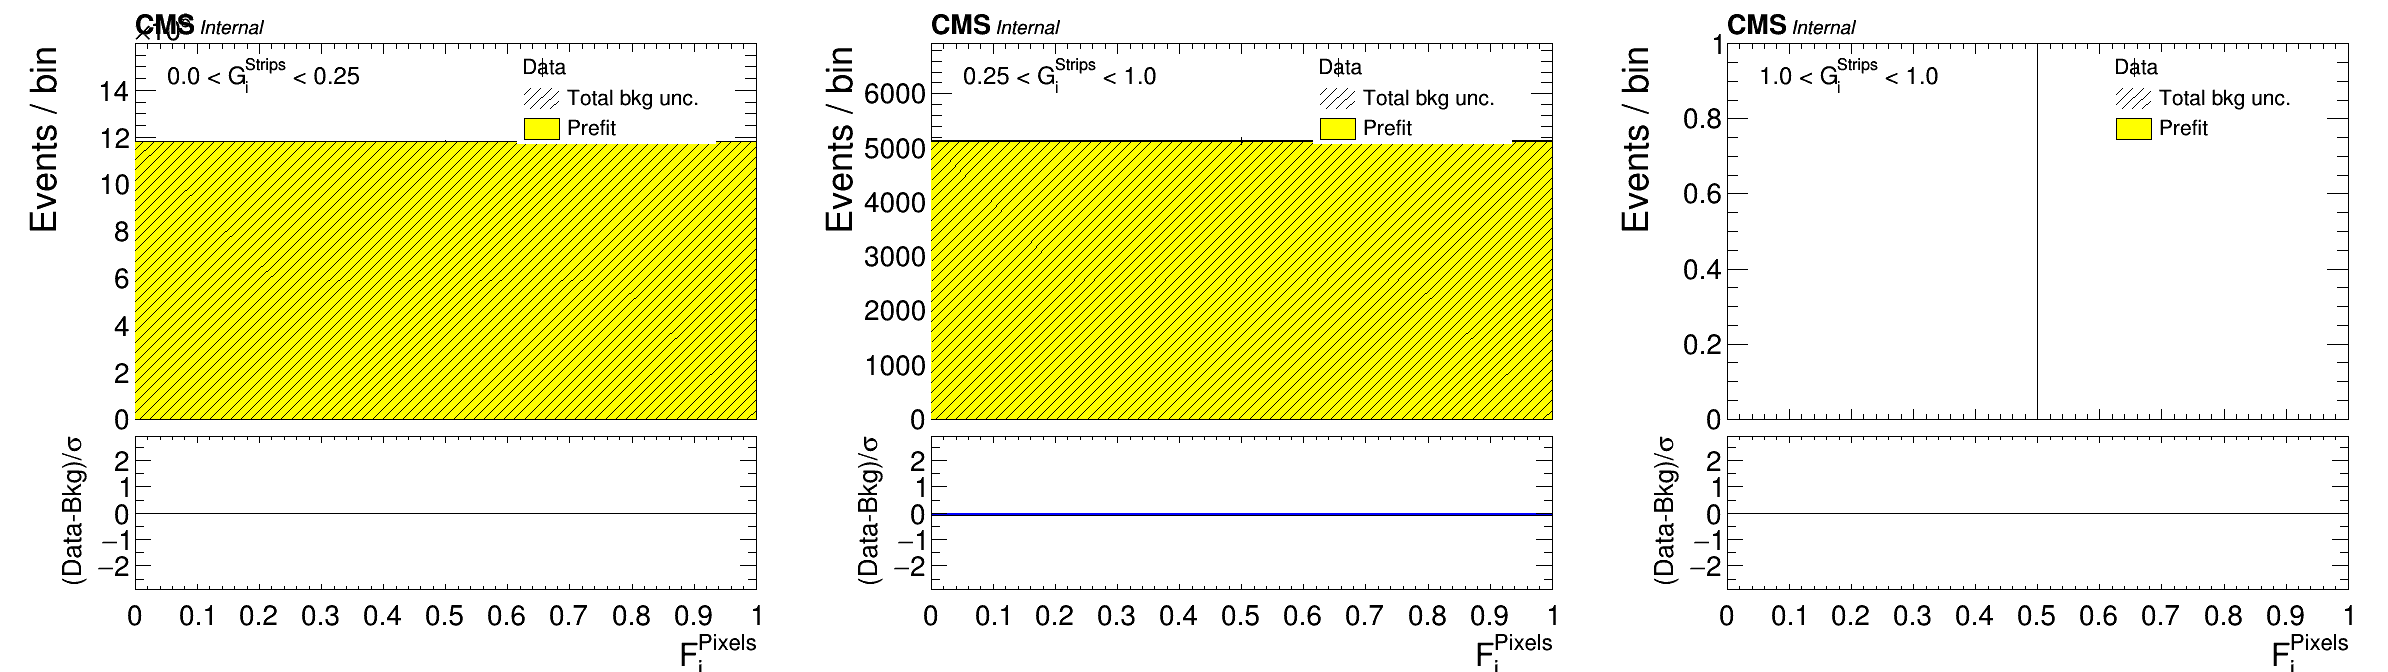 CMS Internal
Events / bin
0.0 < G_i^Strips < 0.25
Data
Total bkg unc.
Prefit
14
12
10
8
6
4
2
0
(Data-Bkg)/σ
2
1
0
−1
−2
0 0.1 0.2 0.3 0.4 0.5 0.6 0.7 0.8 0.9 1
F_i^Pixels
CMS Internal
Events / bin
0.25 < G_i^Strips < 1.0
Data
Total bkg unc.
Prefit
6000
5000
4000
3000
2000
1000
0
(Data-Bkg)/σ
2
1
0
−1
−2
0 0.1 0.2 0.3 0.4 0.5 0.6 0.7 0.8 0.9 1
F_i^Pixels
CMS Internal
Events / bin
1.0 < G_i^Strips < 1.0
Data
Total bkg unc.
Prefit
1
0.8
0.6
0.4
0.2
0
(Data-Bkg)/σ
2
1
0
−1
−2
0 0.1 0.2 0.3 0.4 0.5 0.6 0.7 0.8 0.9 1
F_i^Pixels